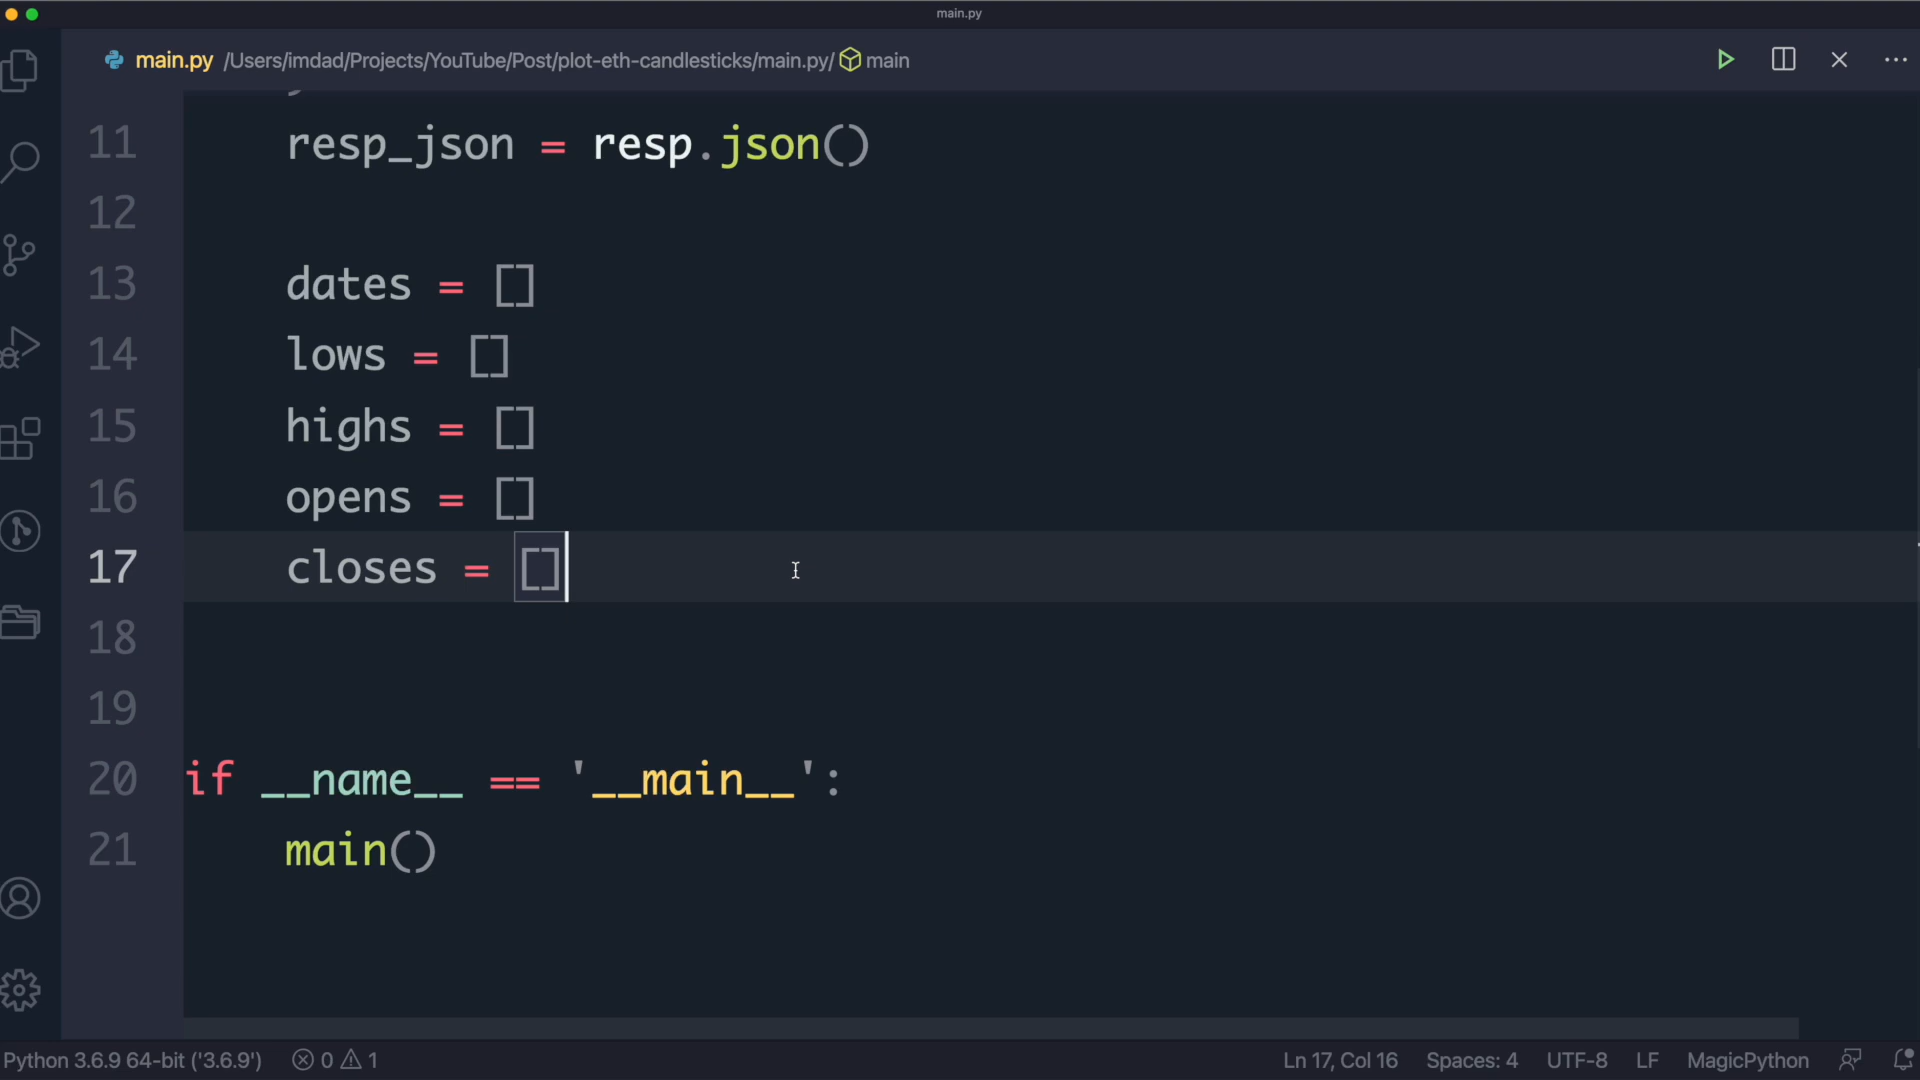 main.py
main.py /Users/imdad/Projects/YouTube/Post/plot-eth-candlesticks/main.py/ main
11 resp_json = resp.json()
12
13 dates = []
14 lows = []
15 highs = []
16 opens = []
17 closes = []
18
19
20 if __name__ == '__main__':
21 main()
Python 3.6.9 64-bit ('3.6.9') 0 1 Ln 17, Col 16 Spaces: 4 UTF-8 LF MagicPython